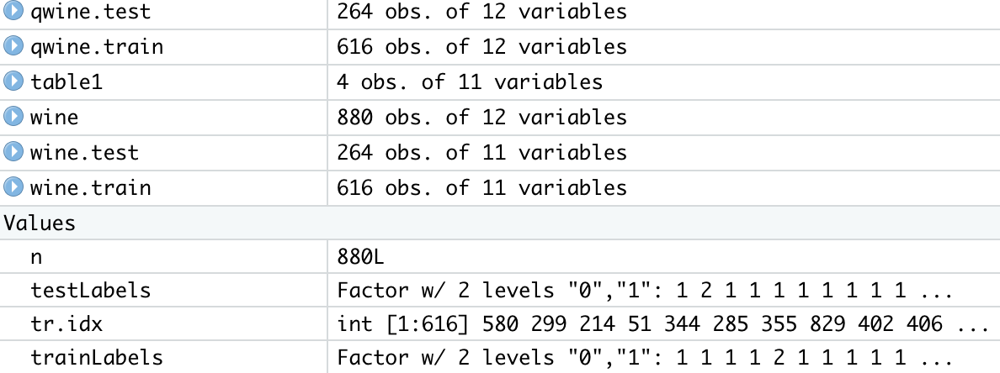 qwine.test 264 obs. of 12 variables
qwine.train 616 obs. of 12 variables
table1 4 obs. of 11 variables
wine 880 obs. of 12 variables
wine.test 264 obs. of 11 variables
wine.train 616 obs. of 11 variables
Values
n 880L
testLabels Factor w/ 2 levels "0","1": 1 2 1 1 1 1 1 1 1 1 ...
tr.idx int [1:616] 580 299 214 51 344 285 355 829 402 406 ...
trainLabels Factor w/ 2 levels "0","1": 1 1 1 1 2 1 1 1 1 1 ...